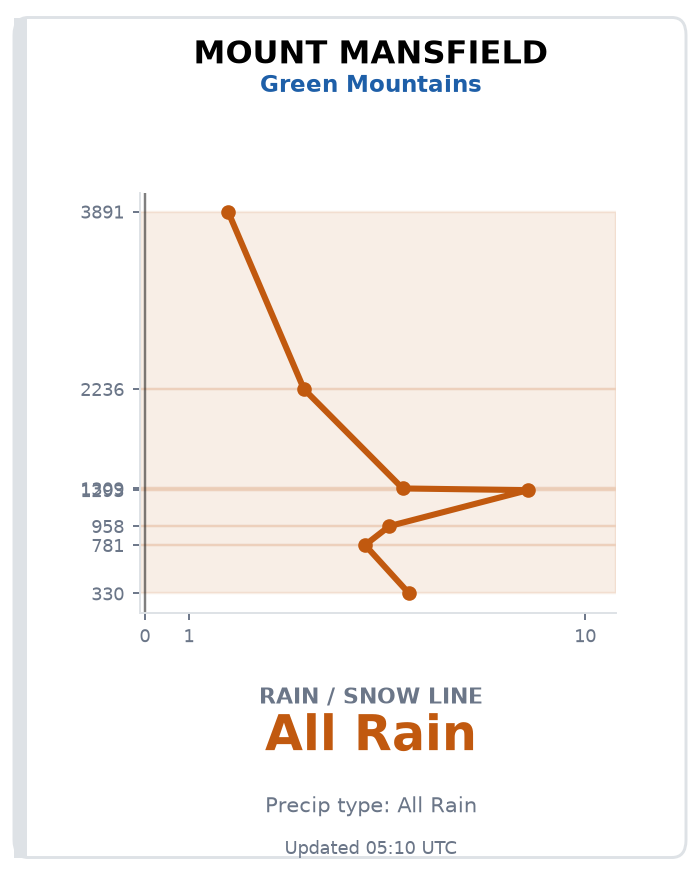 MOUNT MANSFIELD
Green Mountains
3891
2236
958
781
330
0 1 10
RAIN / SNOW LINE
All Rain
Precip type: All Rain
Updated 05:10 UTC